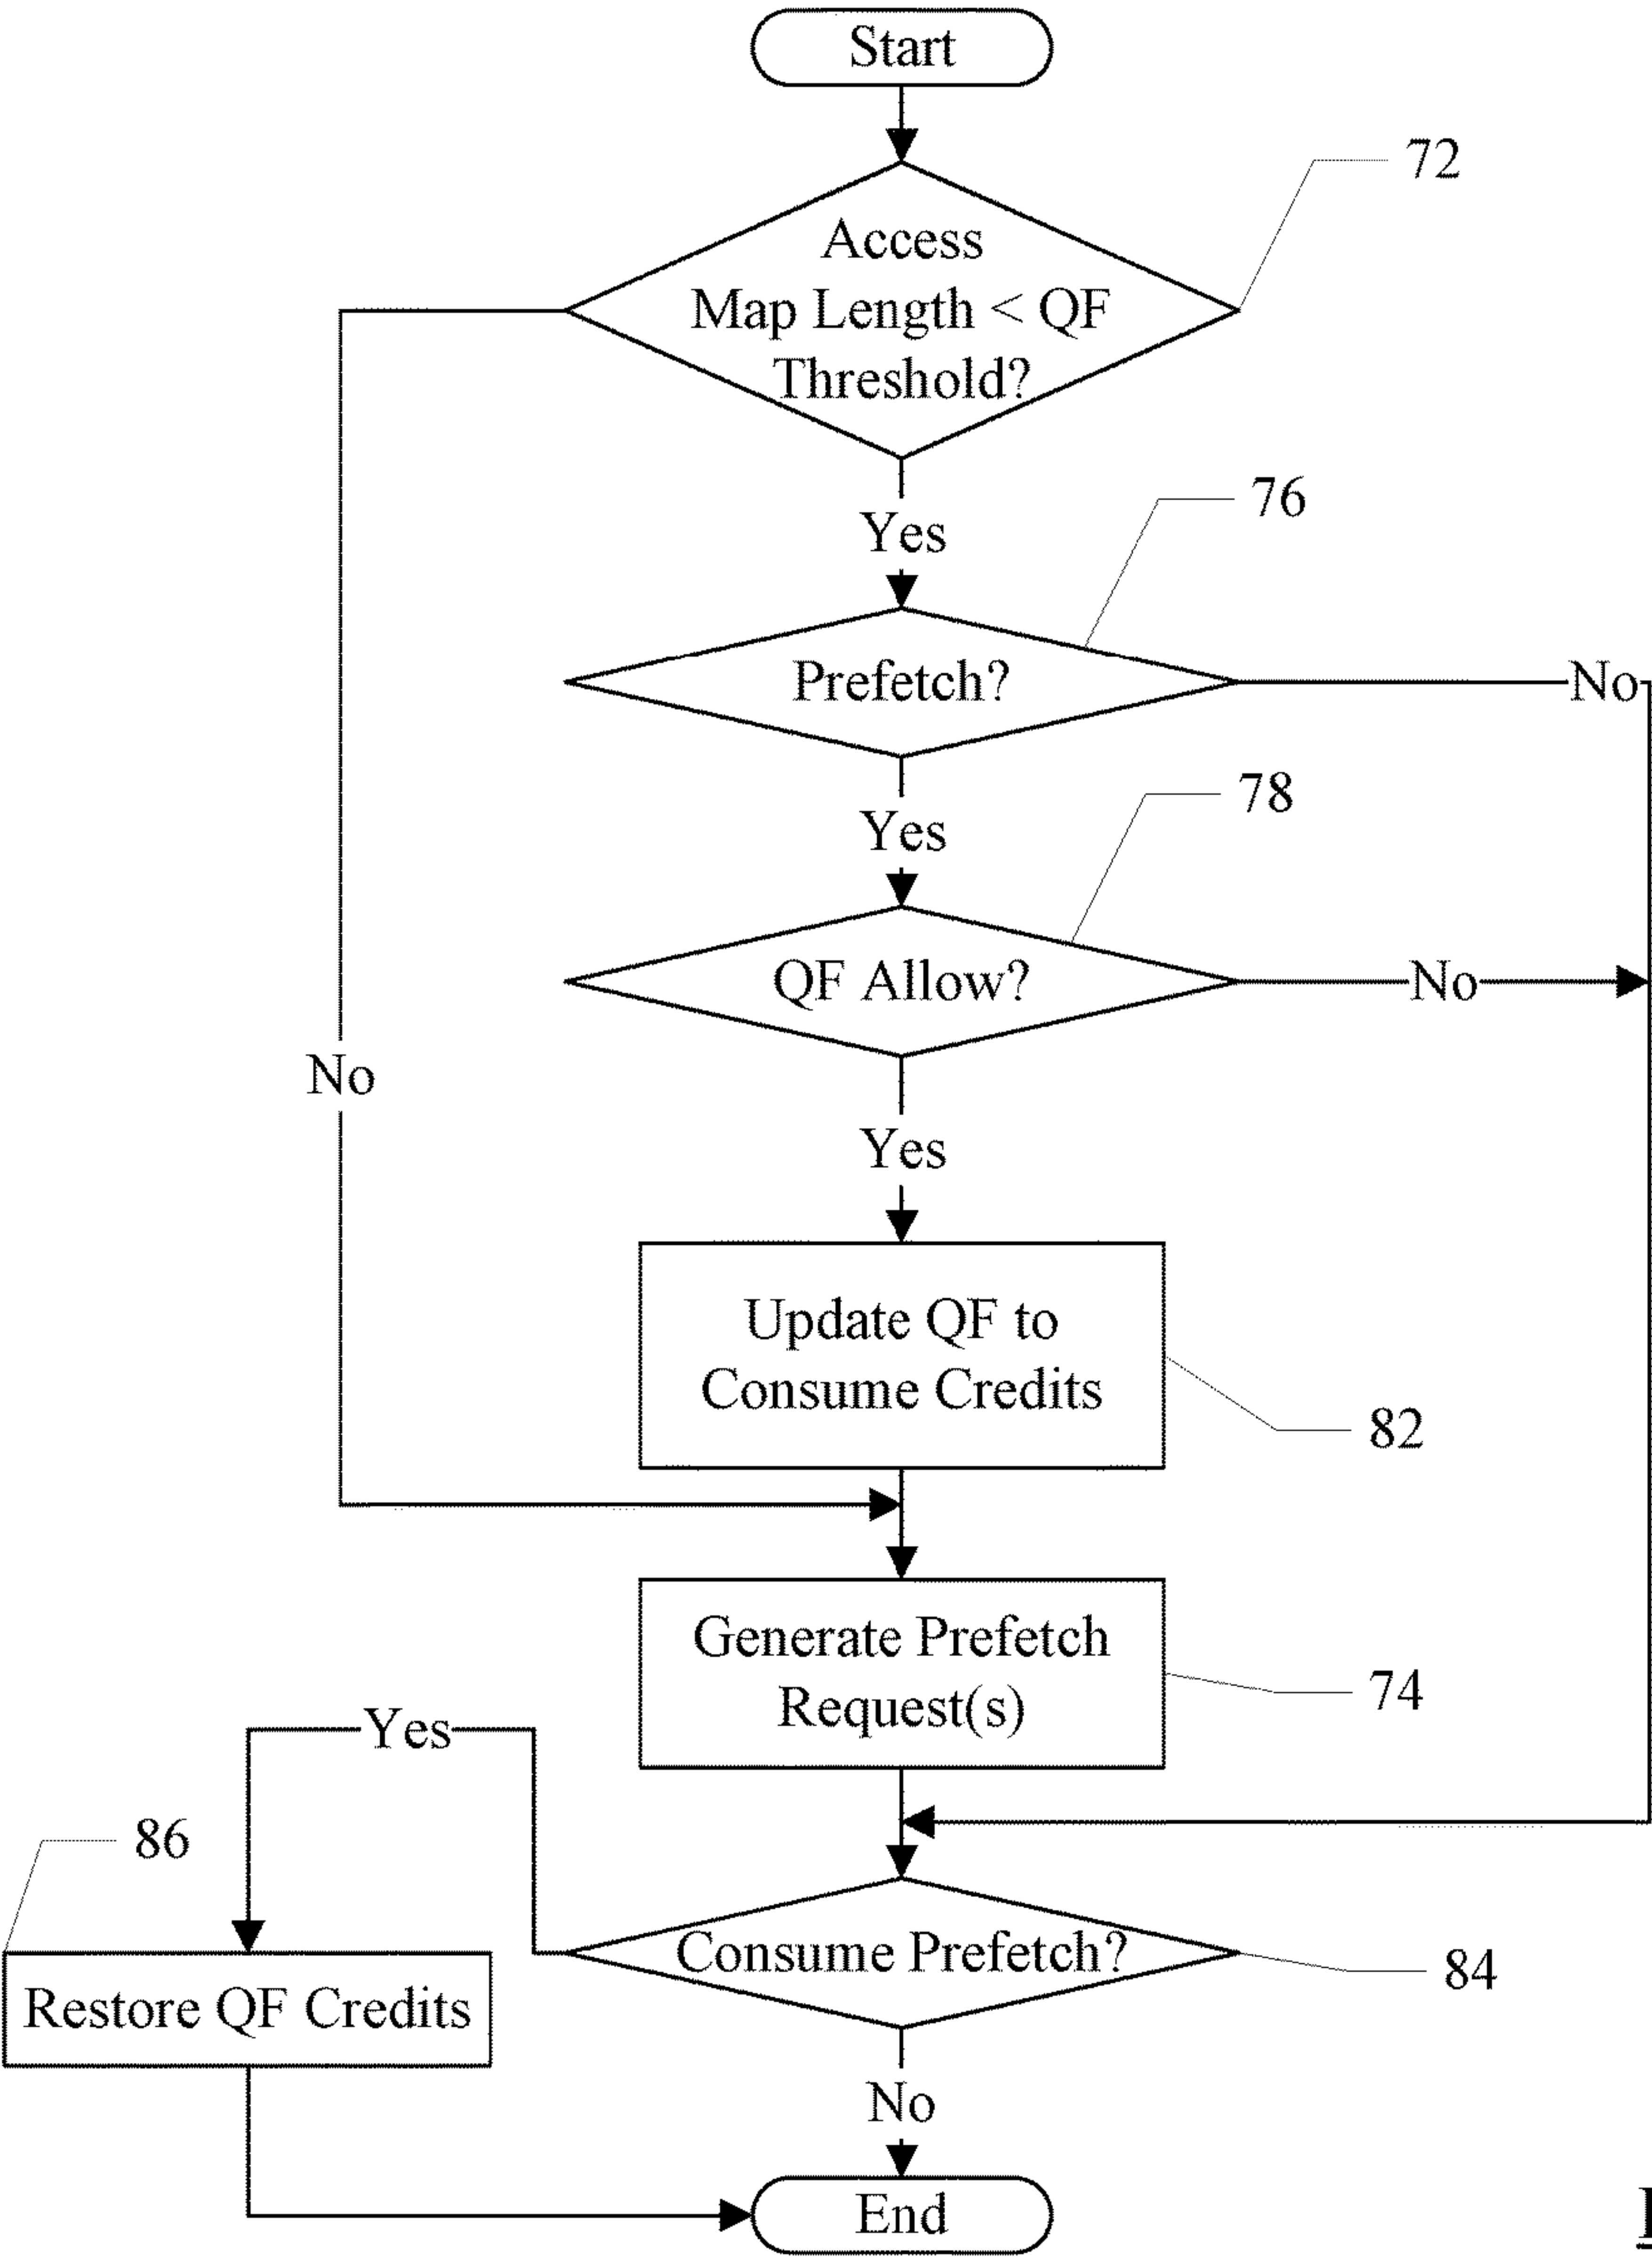 Start
72
Access
Map Length < QF
Threshold?
76
Yes
Prefetch?
No
78
Yes
QF Allow?
No
No
Yes
Update QF to
Consume Credits
82
Generate Prefetch
Request(s)
74
Yes
86
Consume Prefetch?
84
Restore QF Credits
No
End